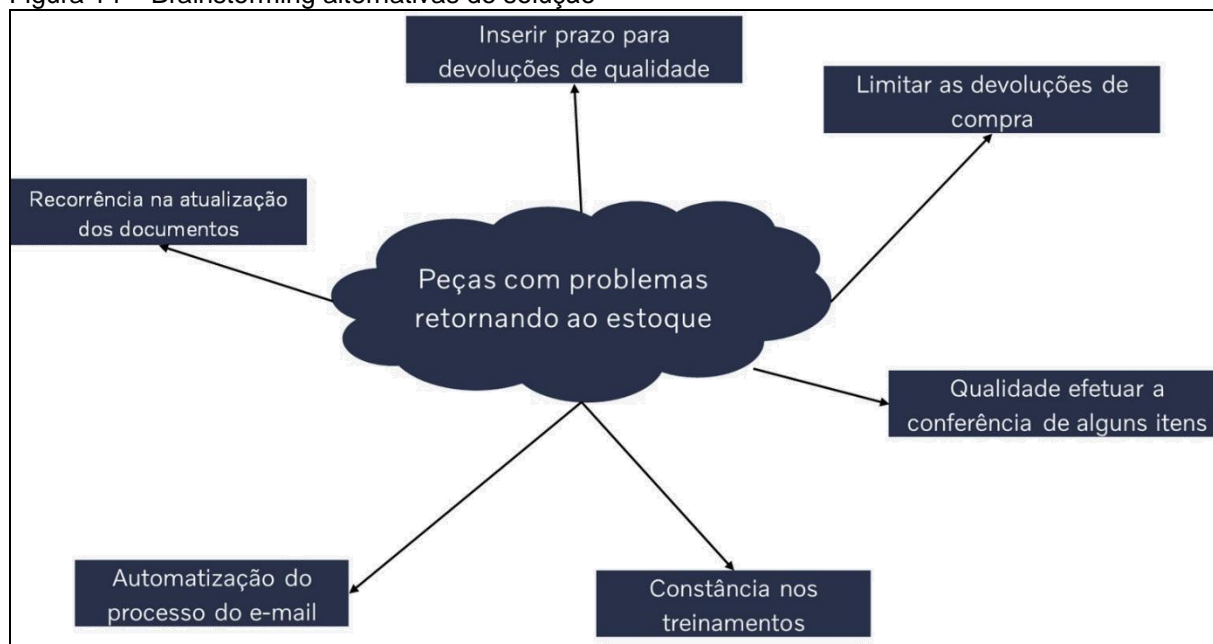 Brainstorming alternativas de solução
Inserir prazo para
devoluções de qualidade
Limitar as devoluções de
compra
Recorrência na atualização
dos documentos
Peças com problemas
retornando ao estoque
Qualidade efetuar a
conferência de alguns itens
Automatização do
processo do e-mail
Constância nos
treinamentos